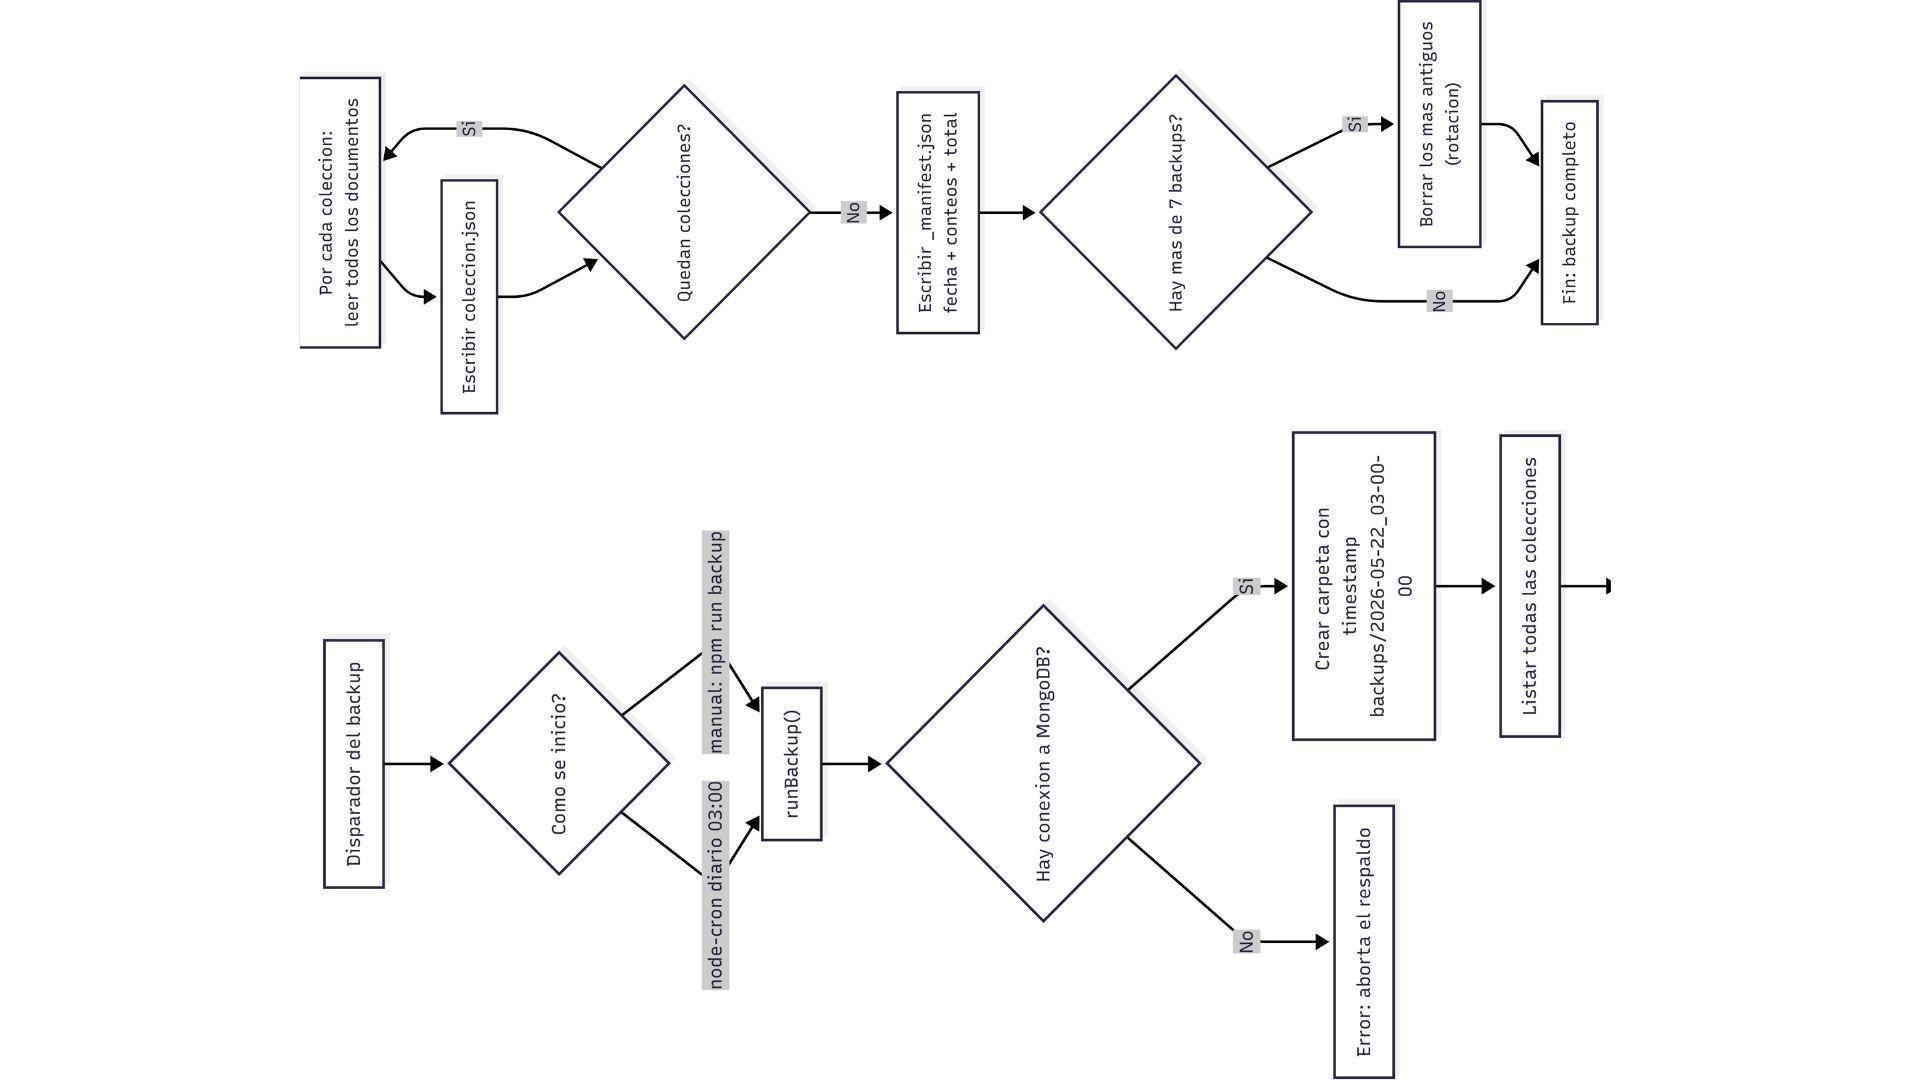 Disparador del backup
Como se inicio?
manual: npm run backup
node-cron diario 03:00
runBackup()
Hay conexion a MongoDB?
Si
No
Crear carpeta con
timestamp
backups/2026-05-22_03-00-
00
Error: aborta el respaldo
Listar todas las colecciones
Por cada coleccion:
leer todos los documentos
Si
Escribir coleccion.json
Quedan colecciones?
No
Escribir _manifest.json
fecha + conteos + total
Hay mas de 7 backups?
Si
No
Borrar los mas antiguos
(rotacion)
Fin: backup completo